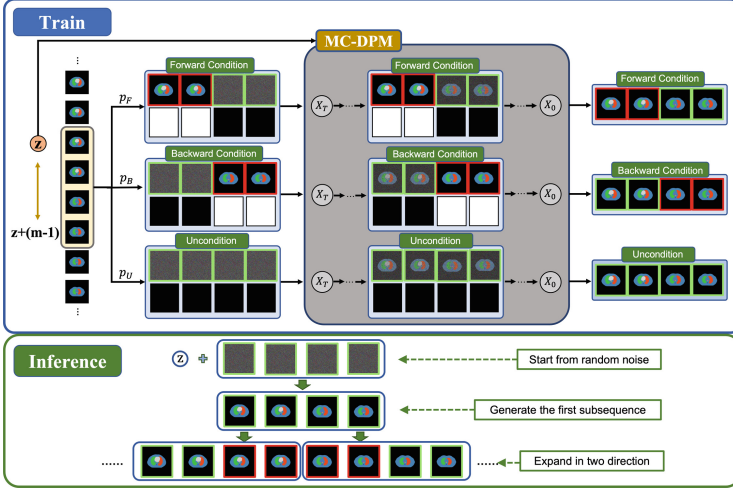 Train
MC-DPM
z
z+(m-1)
Forward Condition
p_F
X_T
Forward Condition
X_0
Forward Condition
Backward Condition
p_B
X_T
Backward Condition
X_0
Backward Condition
Uncondition
p_U
X_T
Uncondition
X_0
Uncondition
Inference
z
+
Start from random noise
Generate the first subsequence
......
......
Expand in two direction